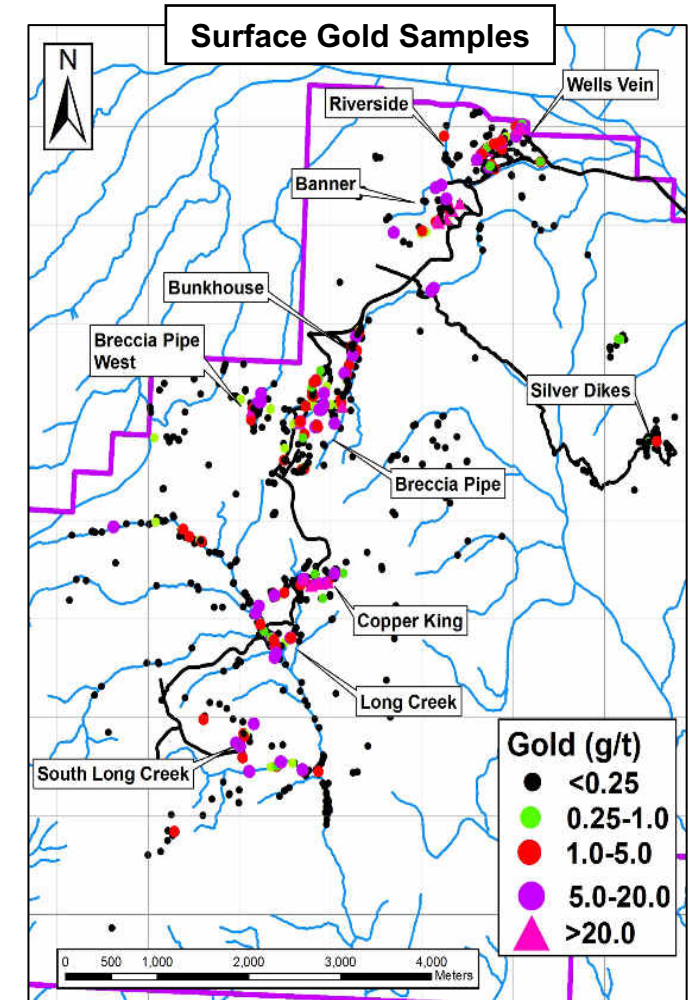 Surface Gold Samples
N
Wells Vein
Riverside
Banner
Bunkhouse
Breccia Pipe
West
Silver Dikes
Breccia Pipe
Copper King
Long Creek
South Long Creek
Gold (g/t)
<0.25
0.25-1.0
1.0-5.0
5.0-20.0
>20.0
0 500 1,000 2,000 3,000 4,000
Meters